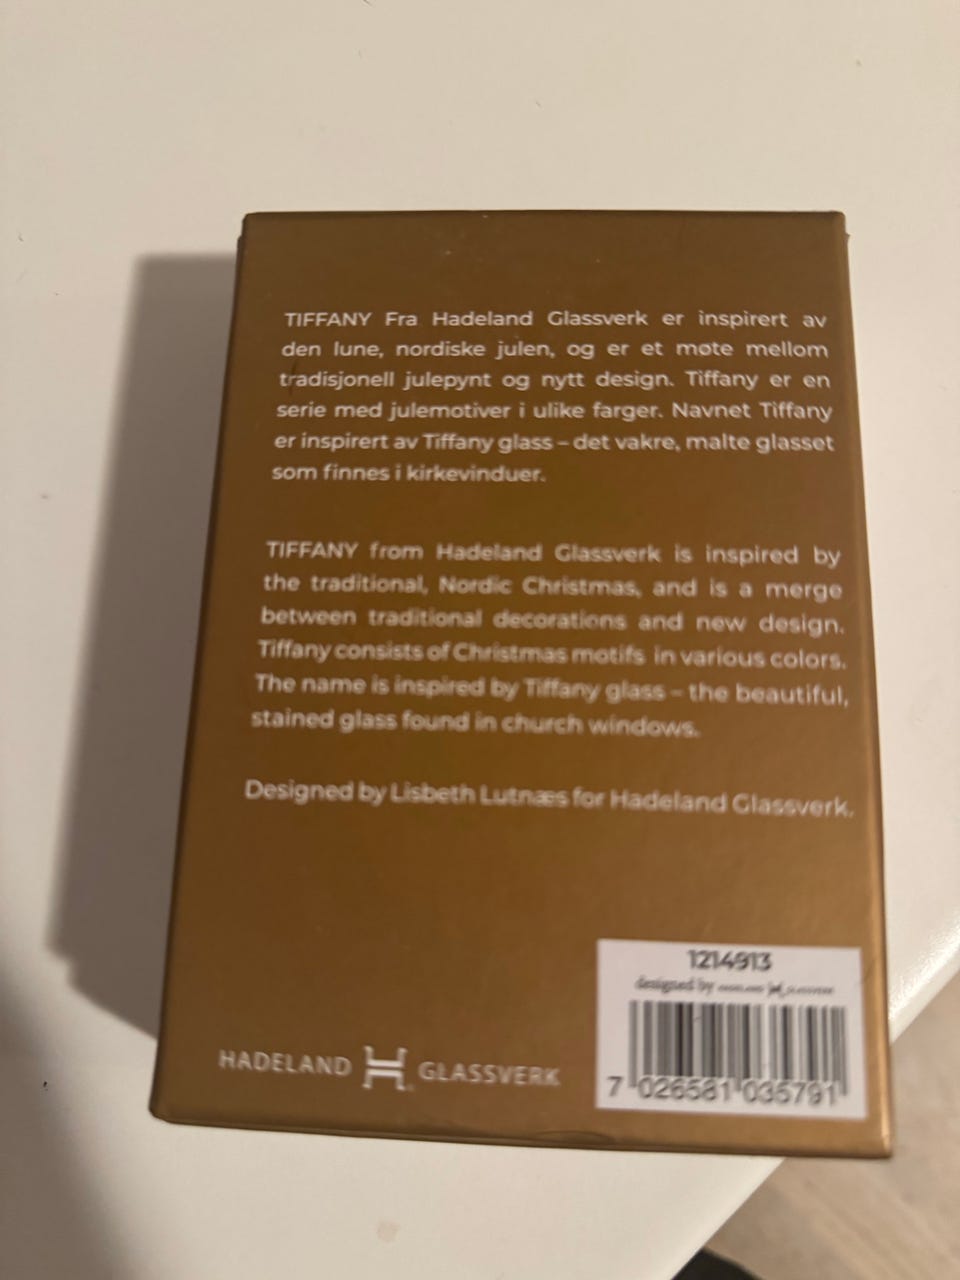 TIFFANY Fra Hadeland Glassverk er inspirert av
den lune, nordiske julen, og er et møte mellom
tradisjonell julepynt og nytt design. Tiffany er en
serie med julemotiver i ulike farger. Navnet Tiffany
er inspirert av Tiffany glass – det vakre, malte glasset
som finnes i kirkevinduer.
TIFFANY from Hadeland Glassverk is inspired by
the traditional, Nordic Christmas, and is a merge
between traditional decorations and new design.
Tiffany consists of Christmas motifs in various colors.
The name is inspired by Tiffany glass – the beautiful,
stained glass found in church windows.
Designed by Lisbeth Lutnæs for Hadeland Glassverk.
1214913
designed by
HADELAND GLASSVERK
7 026581 035791